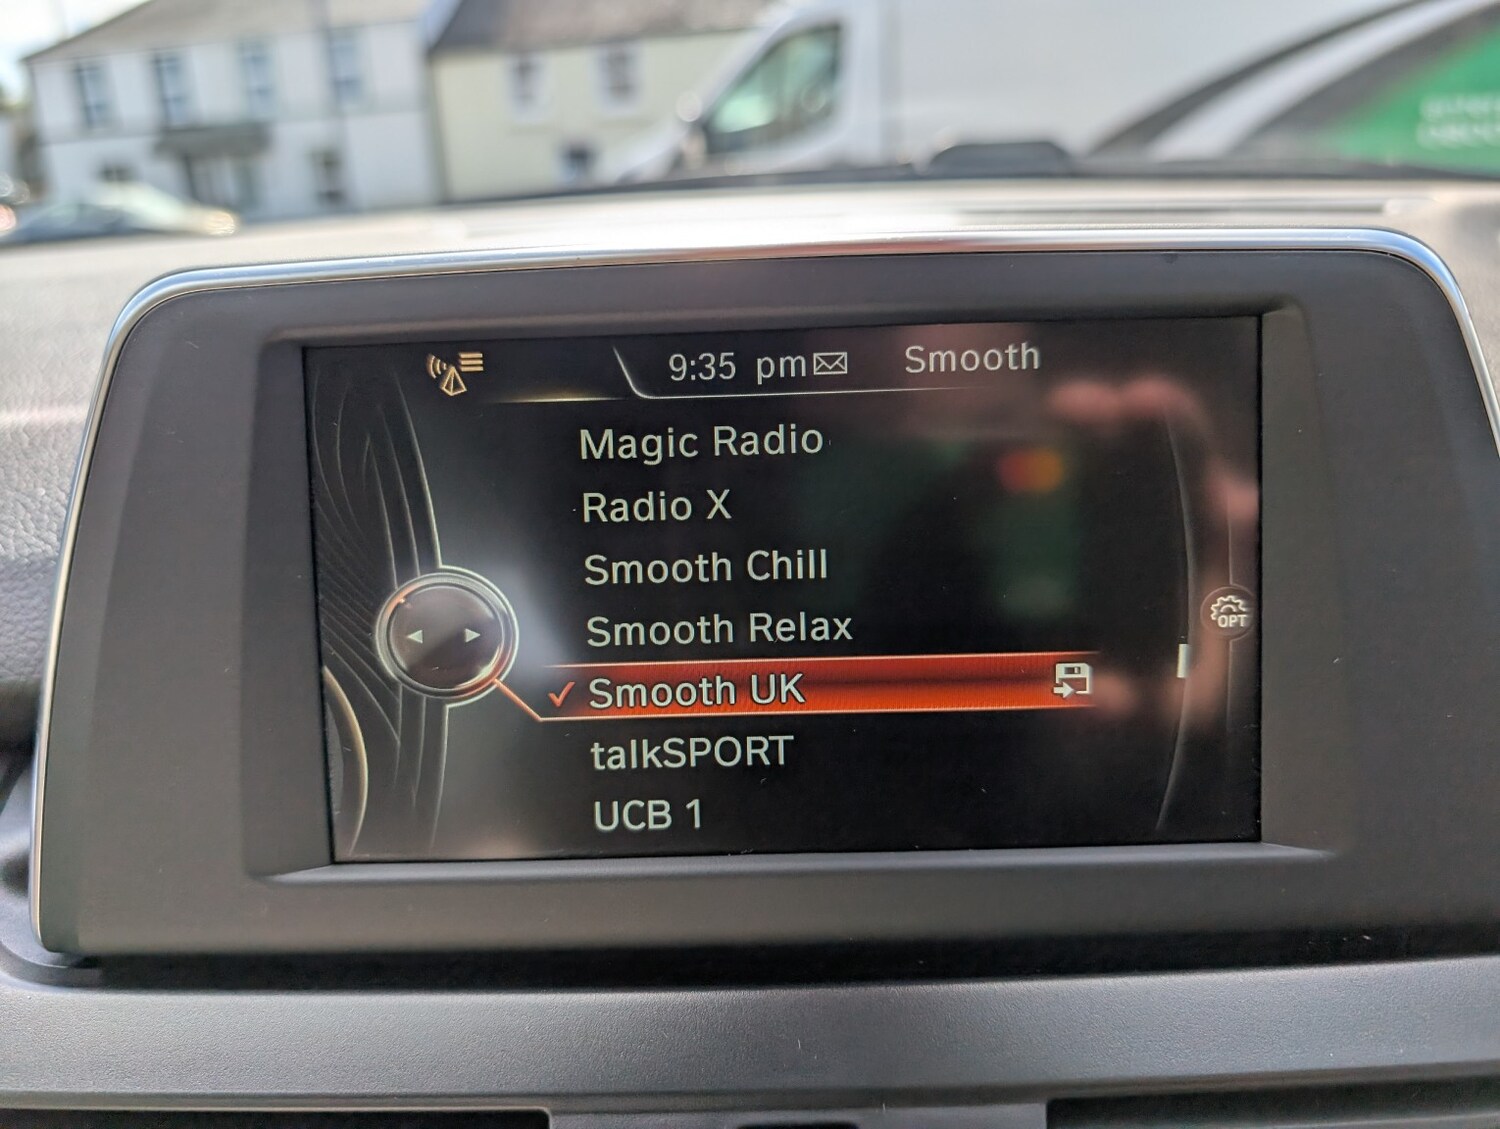 9:35 pm Smooth
Magic Radio
Radio X
Smooth Chill
Smooth Relax
✓ Smooth UK
OPT
talkSPORT
UCB 1